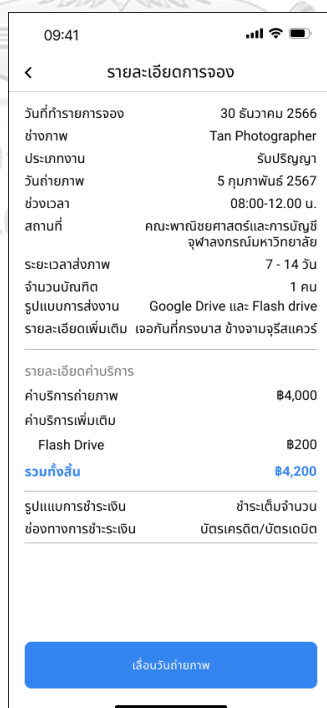 09:41
รายละเอียดการจอง
วันที่ทำรายการจอง 30 ธันวาคม 2566
ช่างภาพ Tan Photographer
ประเภทงาน รับปริญญา
วันถ่ายภาพ 5 กุมภาพันธ์ 2567
ช่วงเวลา 08:00-12.00 น.
สถานที่ คณะพาณิชยศาสตร์และการบัญชี
จุฬาลงกรณ์มหาวิทยาลัย
ระยะเวลาส่งภาพ 7 - 14 วัน
จำนวนบัณฑิต 1 คน
รูปแบบการส่งงาน Google Drive และ Flash drive
รายละเอียดเพิ่มเติม เจอกันที่กรงบาส ข้างจามจุรีสแควร์
รายละเอียดค่าบริการ
ค่าบริการถ่ายภาพ ฿4,000
ค่าบริการเพิ่มเติม
Flash Drive ฿200
รวมทั้งสิ้น ฿4,200
รูปแแบการชำระเงิน ชำระเต็มจำนวน
ช่องทางการชำะระเงิน บัตรเครดิต/บัตรเดบิต
เลื่อนวันถ่ายภาพ